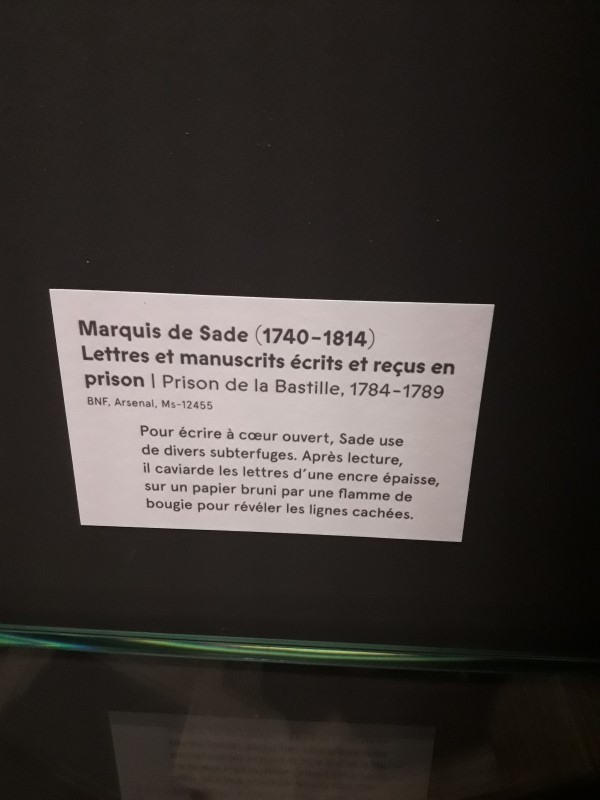 Marquis de Sade (1740–1814)
Lettres et manuscrits écrits et reçus en
prison | Prison de la Bastille, 1784–1789
BNF, Arsenal, Ms-12455
Pour écrire à cœur ouvert, Sade use
de divers subterfuges. Après lecture,
il caviarde les lettres d’une encre épaisse,
sur un papier bruni par une flamme de
bougie pour révéler les lignes cachées.